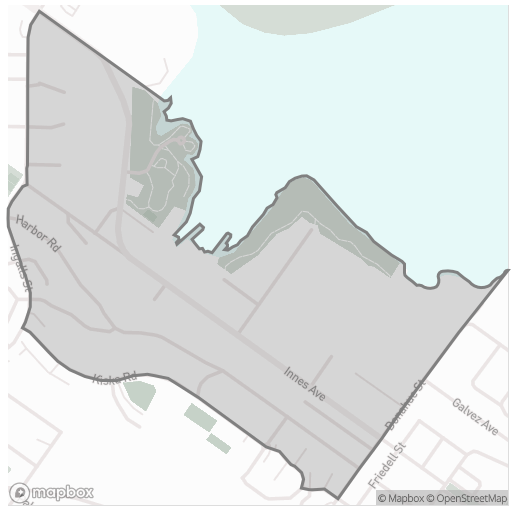 Harbor Rd
Ingalls St
Kiska Rd
Innes Ave
Donahue St
Galvez Ave
Friedell St
mapbox
© Mapbox © OpenStreetMap